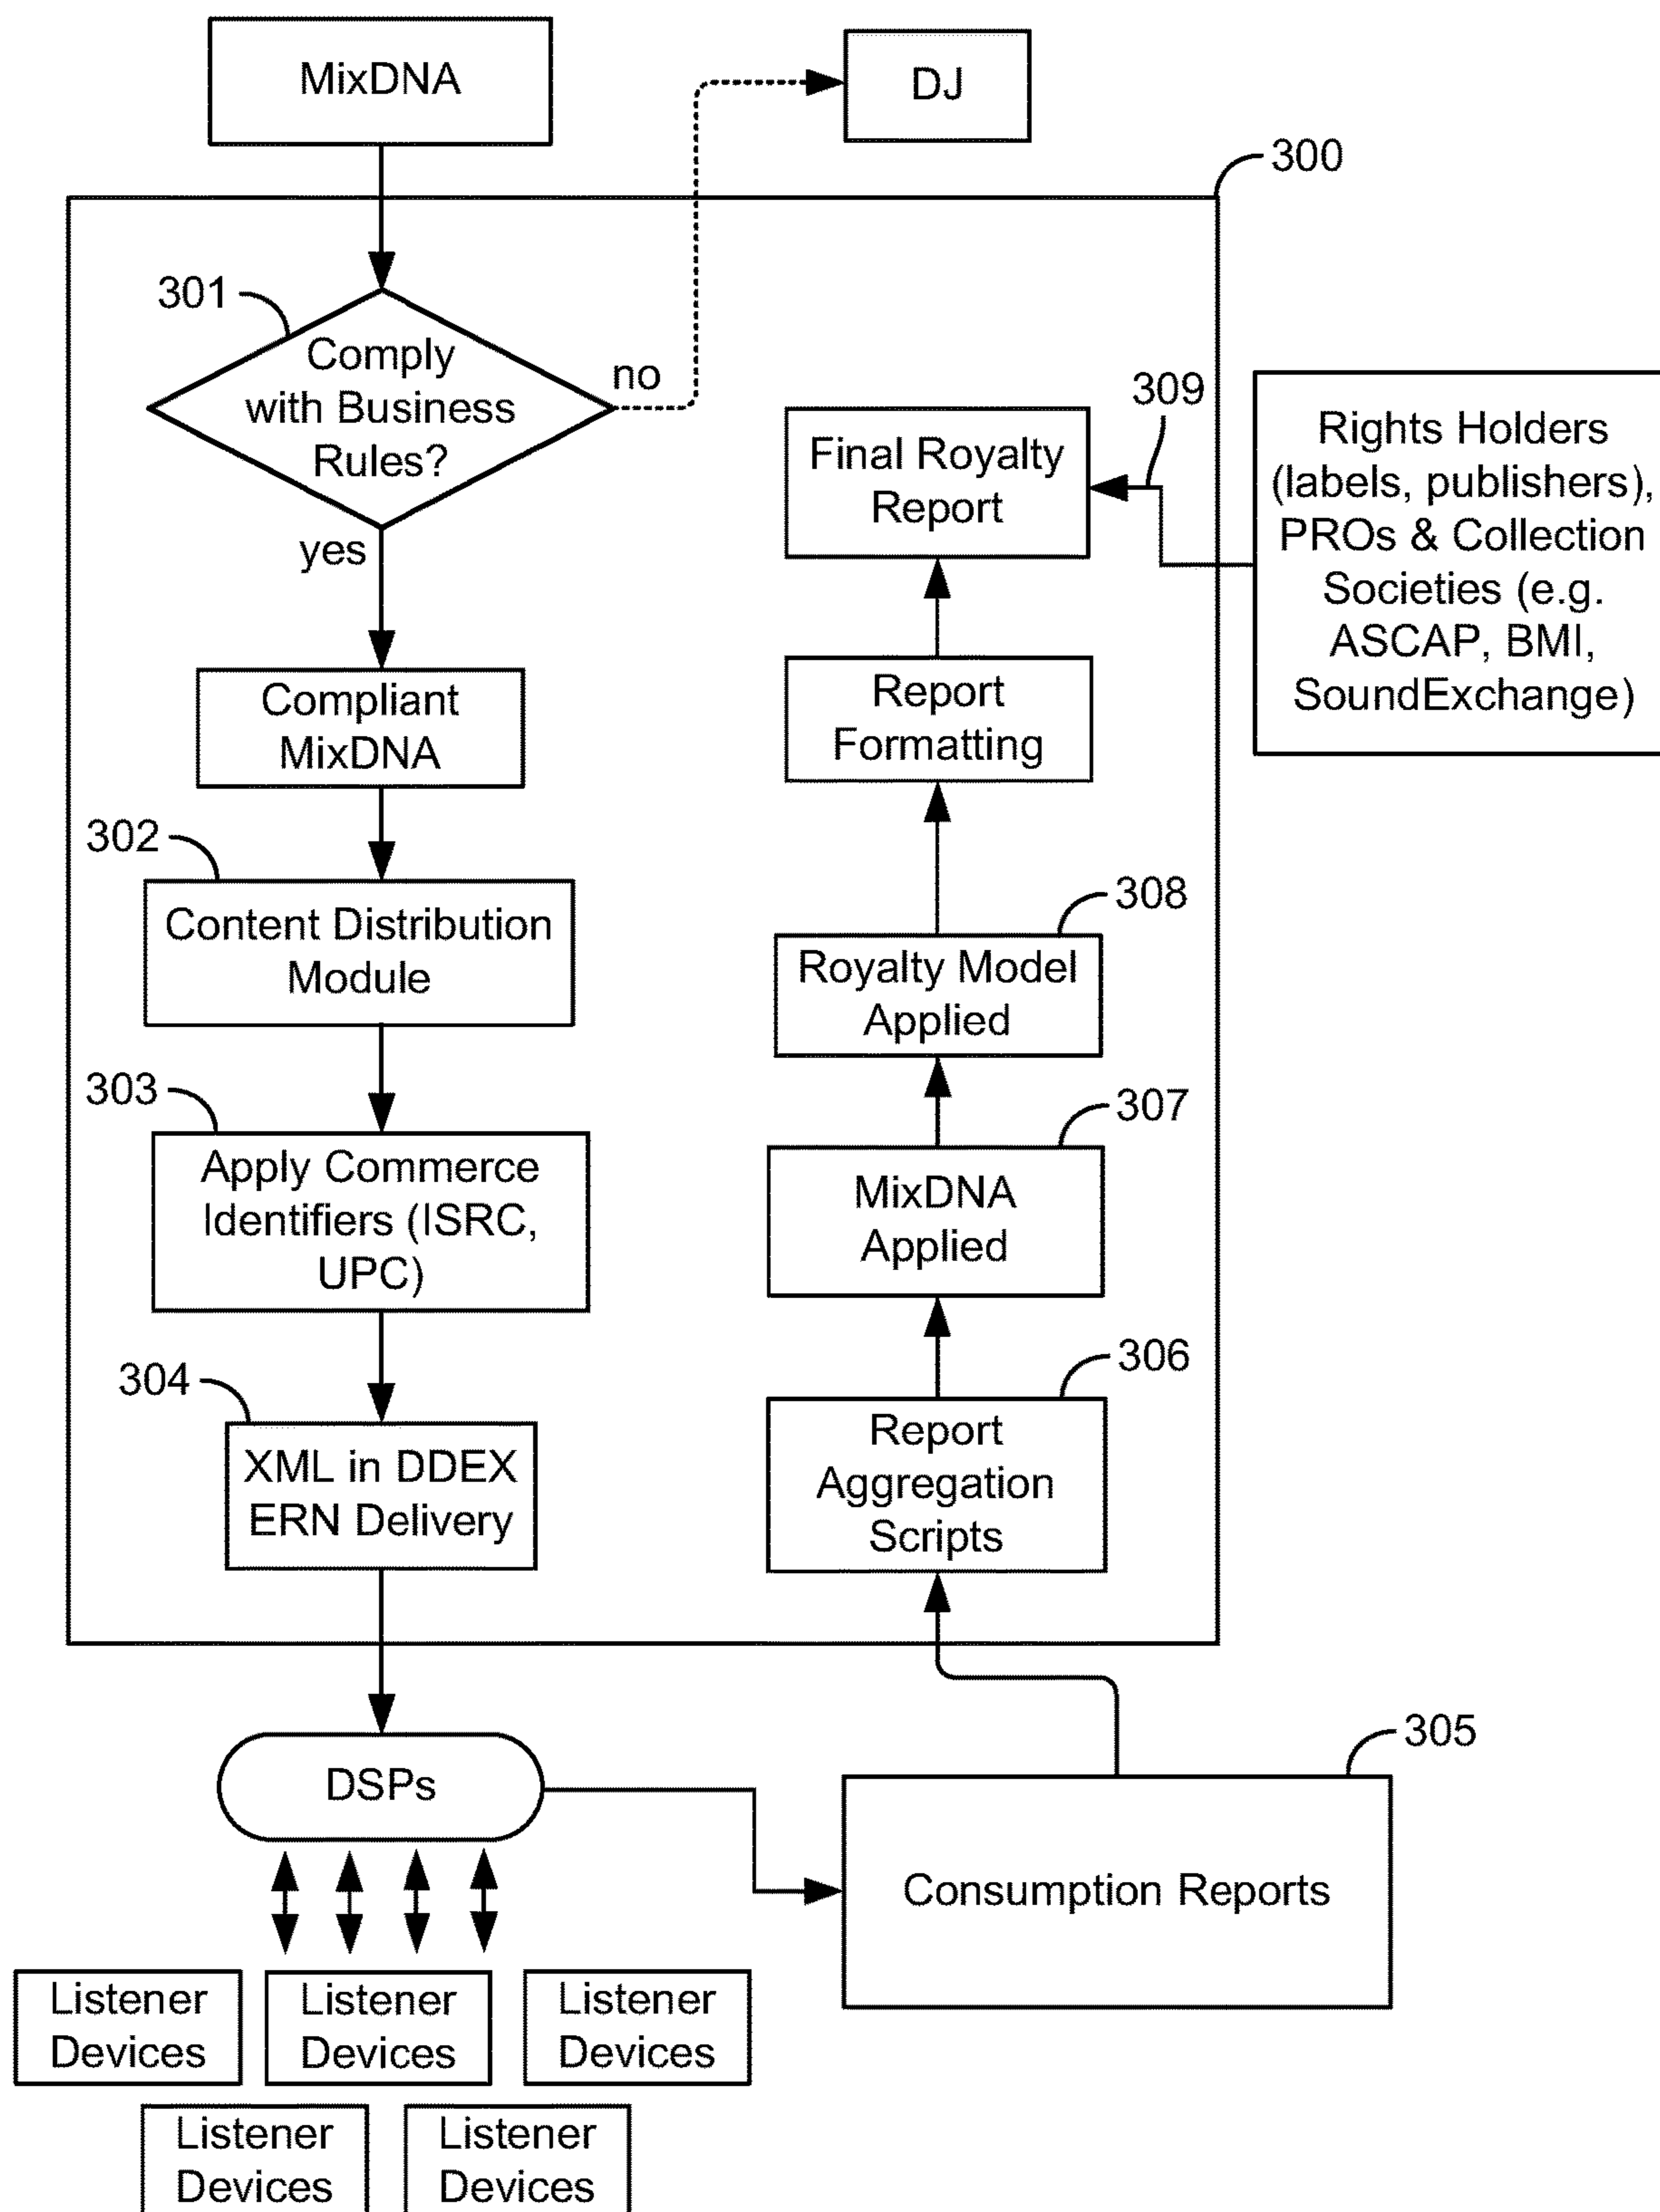 MixDNA
DJ
300
301
Comply
with Business
Rules?
no
yes
Compliant
MixDNA
302
Content Distribution
Module
303
Apply Commerce
Identifiers (ISRC,
UPC)
304
XML in DDEX
ERN Delivery
DSPs
Listener
Devices
Listener
Devices
Listener
Devices
Listener
Devices
Listener
Devices
305
Consumption Reports
306
Report
Aggregation
Scripts
307
MixDNA
Applied
308
Royalty Model
Applied
Report
Formatting
Final Royalty
Report
309
Rights Holders
(labels, publishers),
PROs & Collection
Societies (e.g.
ASCAP, BMI,
SoundExchange)